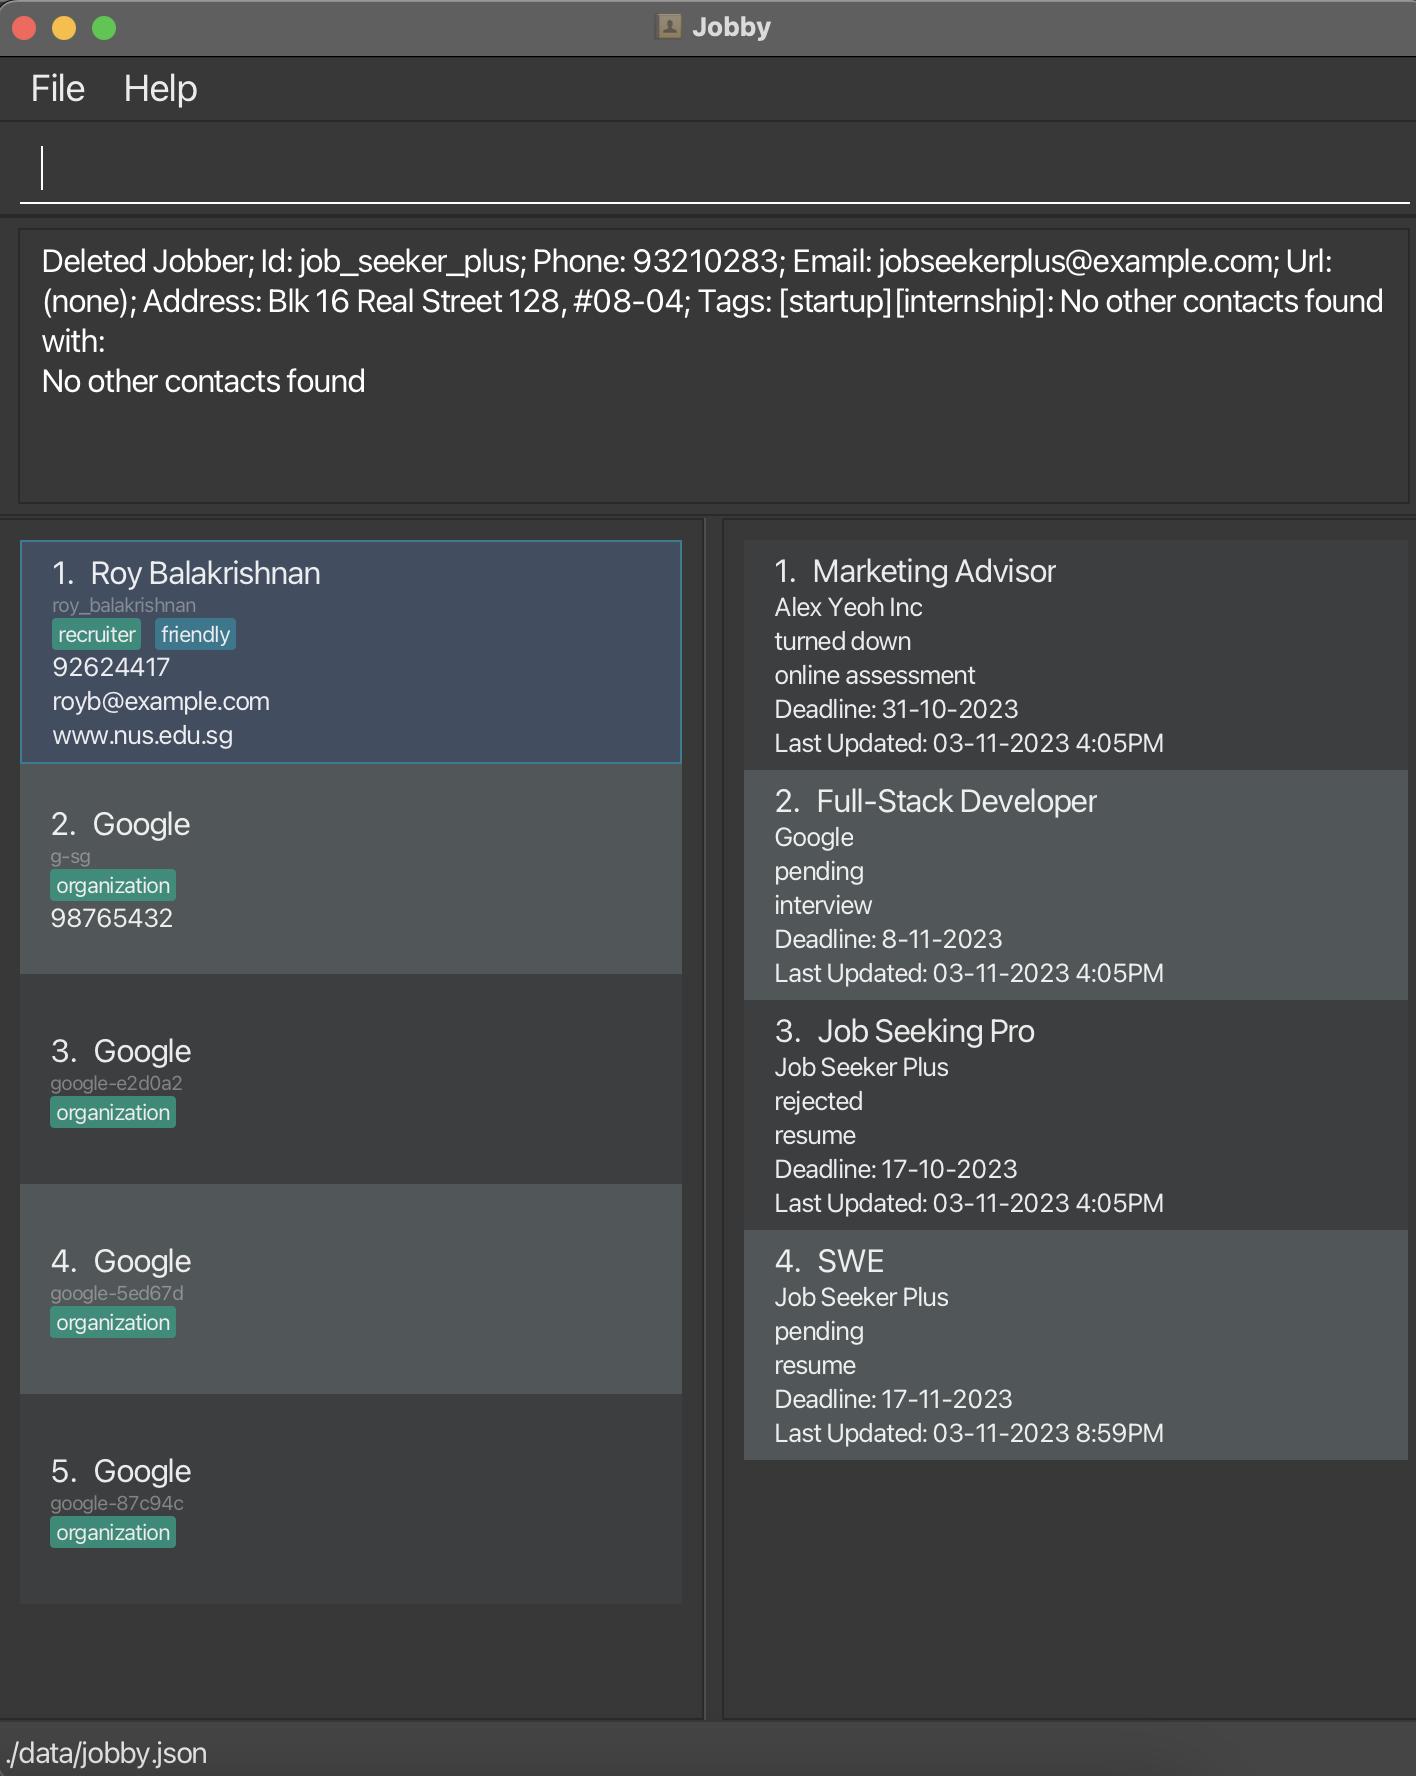 Jobby
File Help
Deleted Jobber; Id: job_seeker_plus; Phone: 93210283; Email: jobseekerplus@example.com; Url:
(none); Address: Blk 16 Real Street 128, #08-04; Tags: [startup][internship]: No other contacts found
with:
No other contacts found
1. Roy Balakrishnan
roy_balakrishnan
recruiter friendly
92624417
royb@example.com
www.nus.edu.sg
2. Google
g-sg
organization
98765432
3. Google
google-e2d0a2
organization
4. Google
google-5ed67d
organization
5. Google
google-87c94c
organization
1. Marketing Advisor
Alex Yeoh Inc
turned down
online assessment
Deadline: 31-10-2023
Last Updated: 03-11-2023 4:05PM
2. Full-Stack Developer
Google
pending
interview
Deadline: 8-11-2023
Last Updated: 03-11-2023 4:05PM
3. Job Seeking Pro
Job Seeker Plus
rejected
resume
Deadline: 17-10-2023
Last Updated: 03-11-2023 4:05PM
4. SWE
Job Seeker Plus
pending
resume
Deadline: 17-11-2023
Last Updated: 03-11-2023 8:59PM
./data/jobby.json